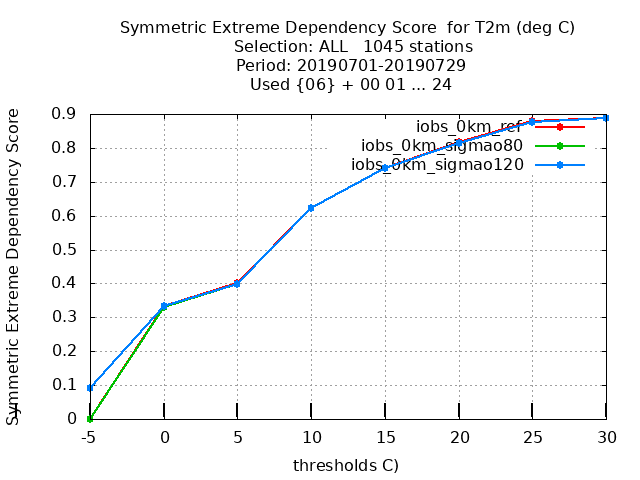 Symmetric Extreme Dependency Score for T2m (deg C)
Selection: ALL 1045 stations
Period: 20190701-20190729
Used {06} + 00 01 ... 24
Symmetric Extreme Dependency Score
0.9
0.8
0.7
0.6
0.5
0.4
0.3
0.2
0.1
0
iobs_0km_ref
iobs_0km_sigmao80
iobs_0km_sigmao120
-5
0
5
10
15
20
25
30
thresholds C)